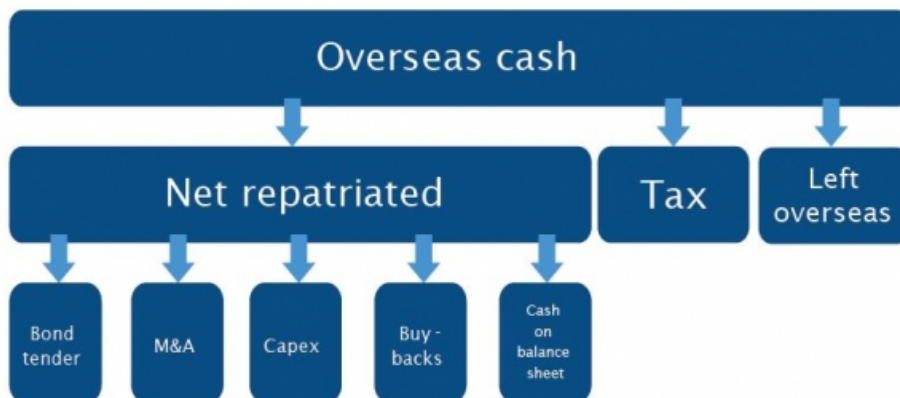 Overseas cash
Net repatriated
Tax
Left
overseas
Bond
tender
M&A
Capex
Buy-
backs
Cash
on
balance
sheet